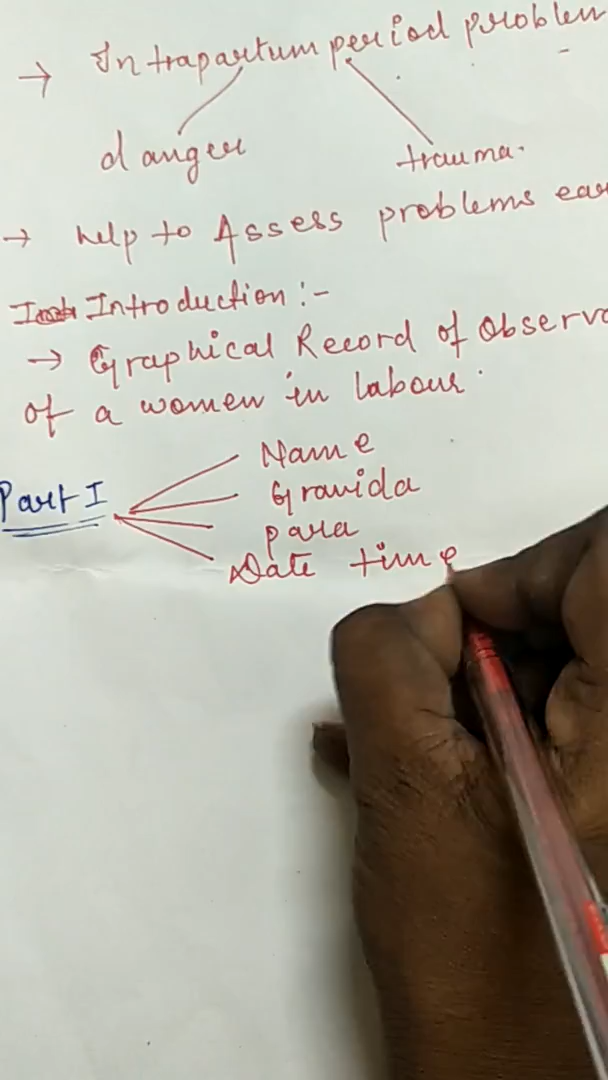 → Intrapartum period problem
danger trauma.
→ help to Assess problems
Introduction :-
→ Graphical Record of Observa
of a women in labour.
Part I
Name
Gravida
para
Date time